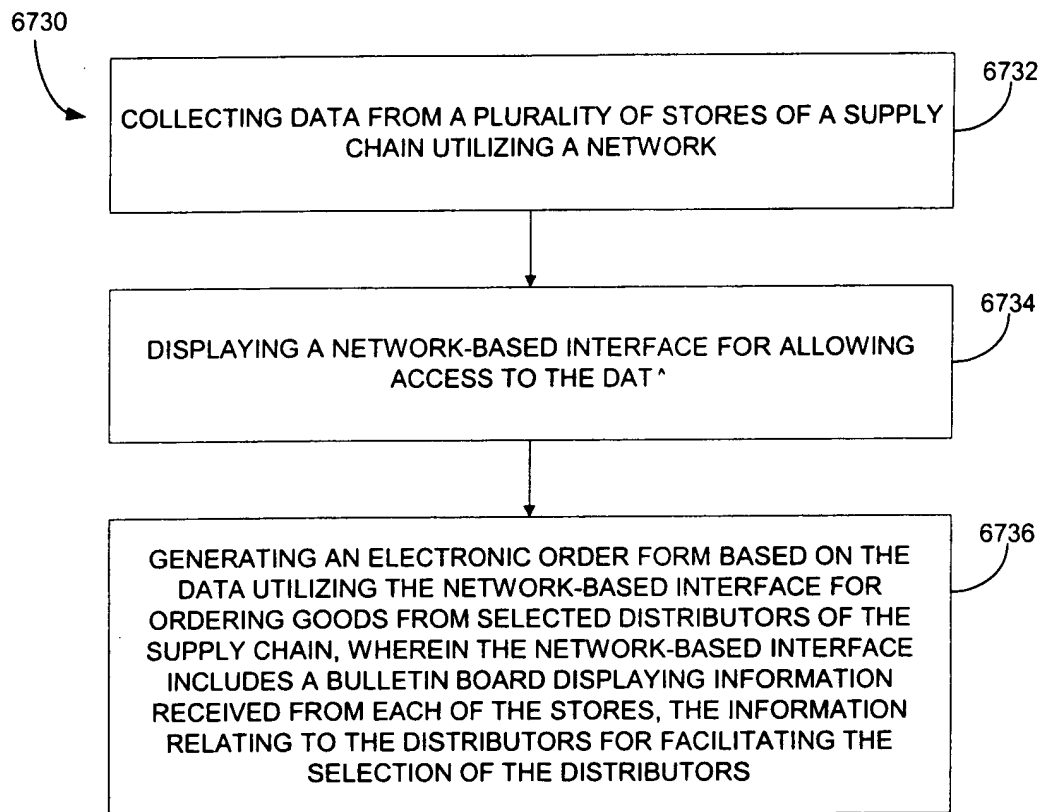 6730
6732
COLLECTING DATA FROM A PLURALITY OF STORES OF A SUPPLY
CHAIN UTILIZING A NETWORK
6734
DISPLAYING A NETWORK-BASED INTERFACE FOR ALLOWING
ACCESS TO THE DAT^
6736
GENERATING AN ELECTRONIC ORDER FORM BASED ON THE
DATA UTILIZING THE NETWORK-BASED INTERFACE FOR
ORDERING GOODS FROM SELECTED DISTRIBUTORS OF THE
SUPPLY CHAIN, WHEREIN THE NETWORK-BASED INTERFACE
INCLUDES A BULLETIN BOARD DISPLAYING INFORMATION
RECEIVED FROM EACH OF THE STORES, THE INFORMATION
RELATING TO THE DISTRIBUTORS FOR FACILITATING THE
SELECTION OF THE DISTRIBUTORS